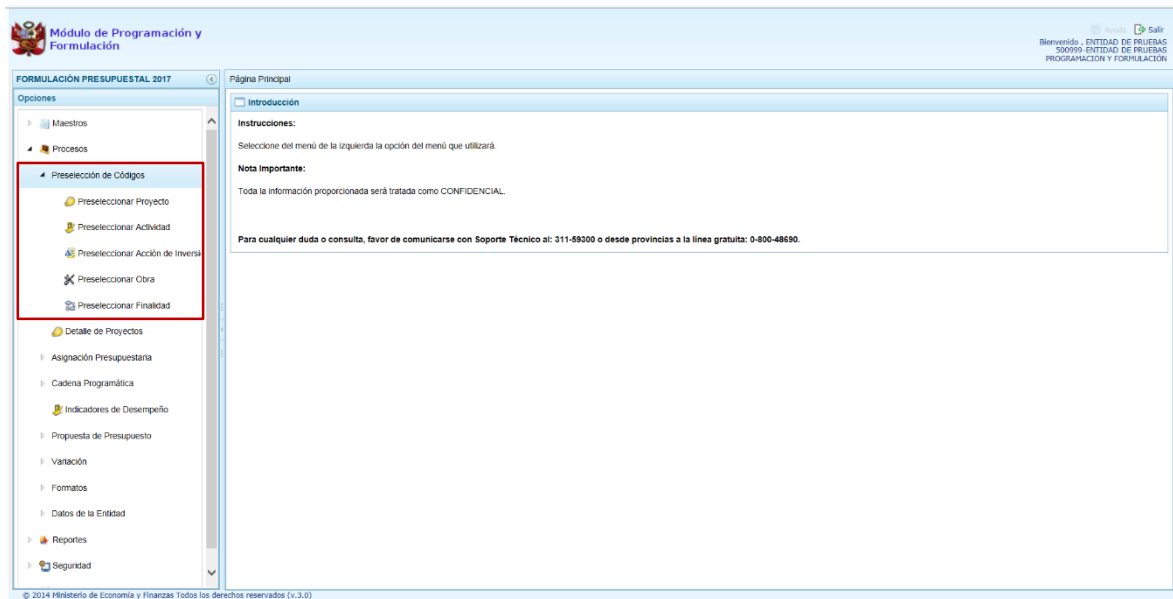 Módulo de Programación y
Formulación
Ayuda Salir
Bienvenido , ENTIDAD DE PRUEBAS
500999-ENTIDAD DE PRUEBAS
PROGRAMACIÓN Y FORMULACIÓN
FORMULACIÓN PRESUPUESTAL 2017
Opciones
Maestros
Procesos
Preselección de Códigos
Preseleccionar Proyecto
Preseleccionar Actividad
Preseleccionar Acción de Inversi
Preseleccionar Obra
Preseleccionar Finalidad
Detalle de Proyectos
Asignación Presupuestaria
Cadena Programática
Indicadores de Desempeño
Propuesta de Presupuesto
Variación
Formatos
Datos de la Entidad
Reportes
Seguridad
Página Principal
Introducción
Instrucciones:
Seleccione del menú de la izquierda la opción del menú que utilizará.
Nota Importante:
Toda la información proporcionada será tratada como CONFIDENCIAL.
Para cualquier duda o consulta, favor de comunicarse con Soporte Técnico al: 311-59300 o desde provincias a la línea gratuita: 0-800-48690.
© 2014 Ministerio de Economía y Finanzas Todos los derechos reservados (v.3.0)